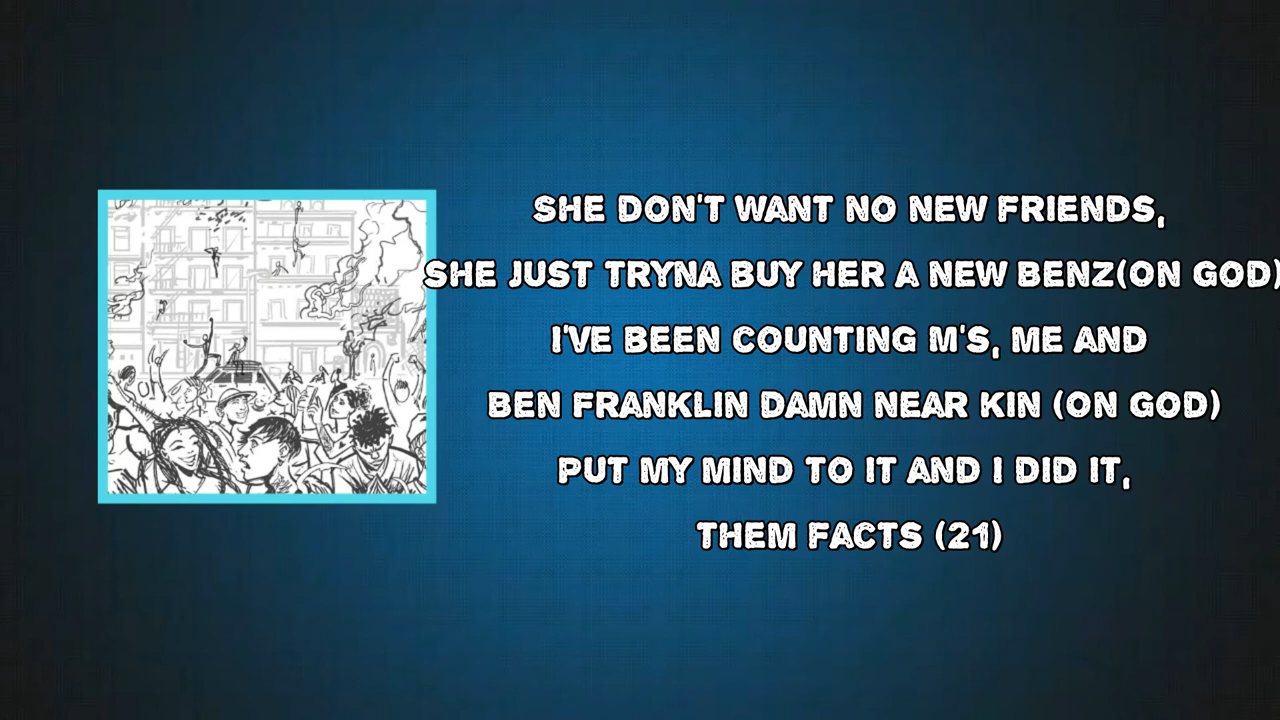 SHE DON'T WANT NO NEW FRIENDS,
SHE JUST TRYNA BUY HER A NEW BENZ(ON GOD)
I'VE BEEN COUNTING M'S, ME AND
BEN FRANKLIN DAMN NEAR KIN (ON GOD)
PUT MY MIND TO IT AND I DID IT,
THEM FACTS (21)